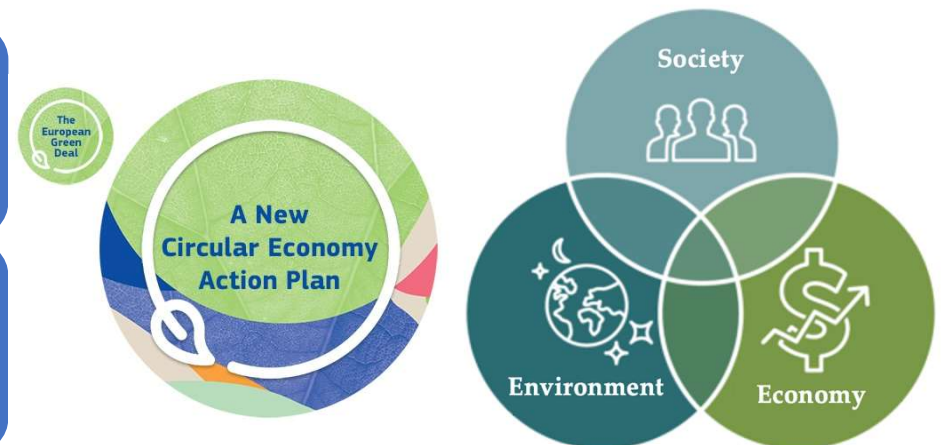 The
European
Green
Deal
A New
Circular Economy
Action Plan
Society
Environment
Economy